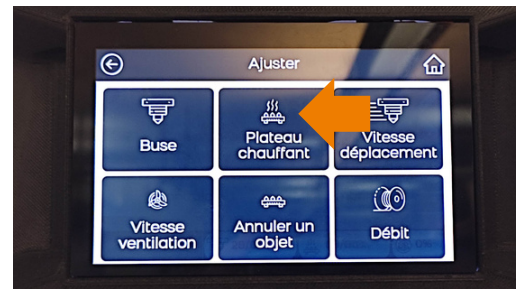 Ajuster
Buse
Plateau
chauffant
Vitesse
déplacement
Vitesse
ventilation
Annuler un
objet
Débit